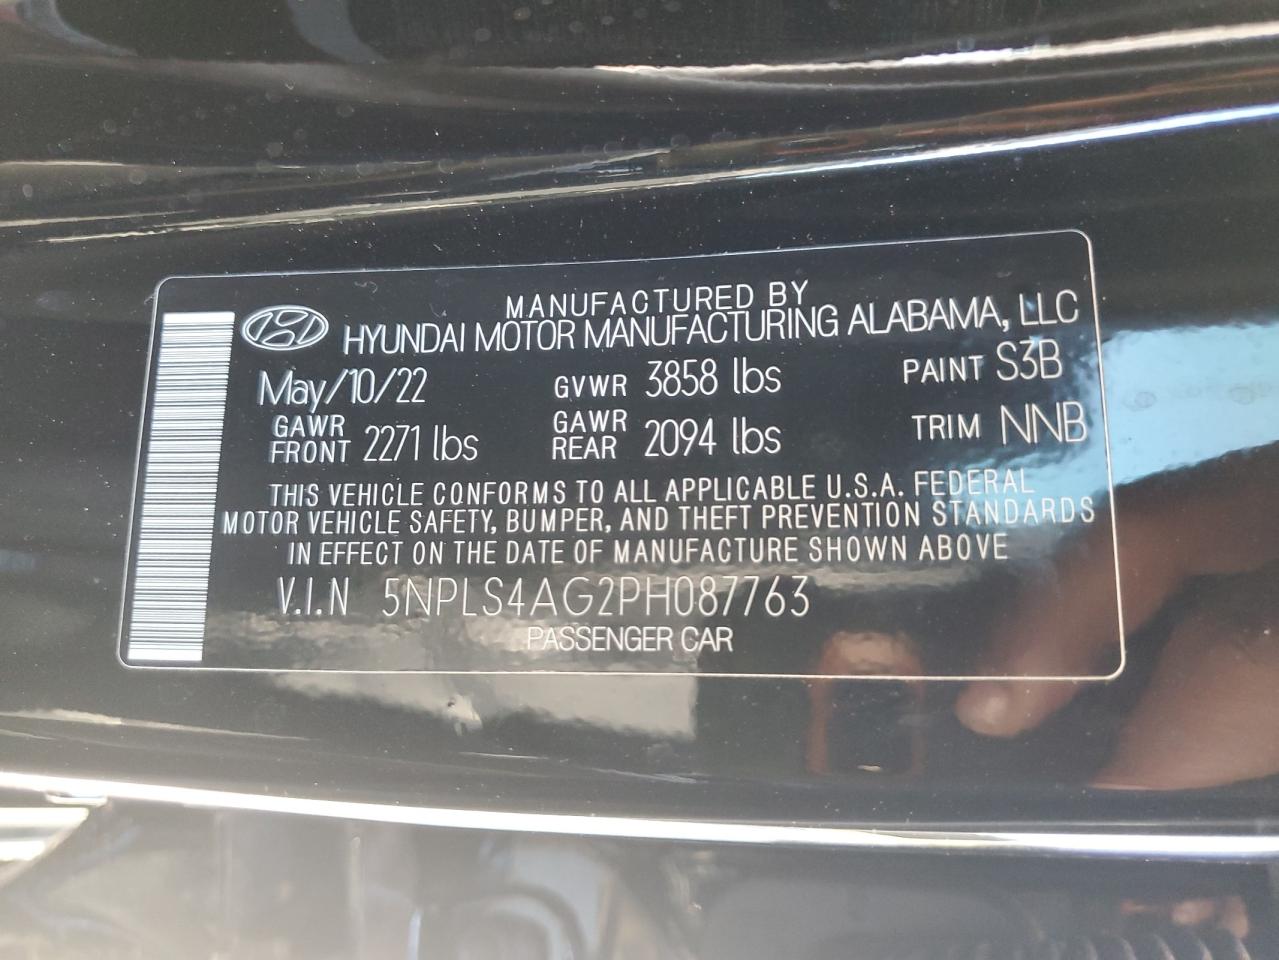 MANUFACTURED BY
HYUNDAI MOTOR MANUFACTURING ALABAMA, LLC
May/10/22 GVWR 3858 lbs PAINT S3B
GAWR FRONT 2271 lbs GAWR REAR 2094 lbs TRIM NNB
THIS VEHICLE CONFORMS TO ALL APPLICABLE U.S.A. FEDERAL
MOTOR VEHICLE SAFETY, BUMPER, AND THEFT PREVENTION STANDARDS
IN EFFECT ON THE DATE OF MANUFACTURE SHOWN ABOVE
V.I.N 5NPLS4AG2PH087763
PASSENGER CAR